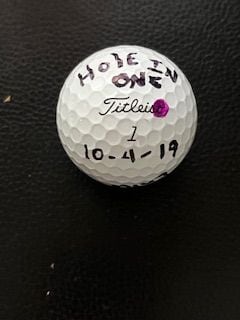 HOLE IN
ONE
Titleist
1
10-4-19